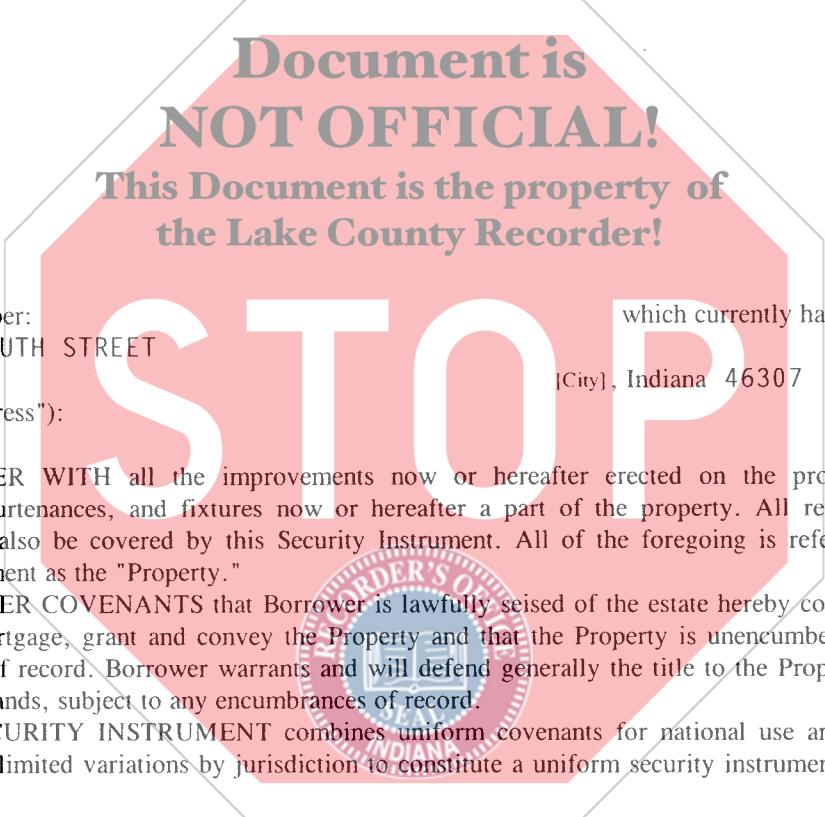 Document is
NOT OFFICIAL!
This Document is the property of
the Lake County Recorder!
STOP
er: which currently ha
UTH STREET
[City], Indiana 46307
ress"):
ER WITH all the improvements now or hereafter erected on the pro
urtenances, and fixtures now or hereafter a part of the property. All re
also be covered by this Security Instrument. All of the foregoing is refe
ent as the "Property."
ER COVENANTS that Borrower is lawfully seised of the estate hereby co
rtgage, grant and convey the Property and that the Property is unencumbe
f record. Borrower warrants and will defend generally the title to the Prop
ands, subject to any encumbrances of record.
CURITY INSTRUMENT combines uniform covenants for national use an
limited variations by jurisdiction to constitute a uniform security instrumen
RECORDER'S OFFICE
SEAL
INDIANA